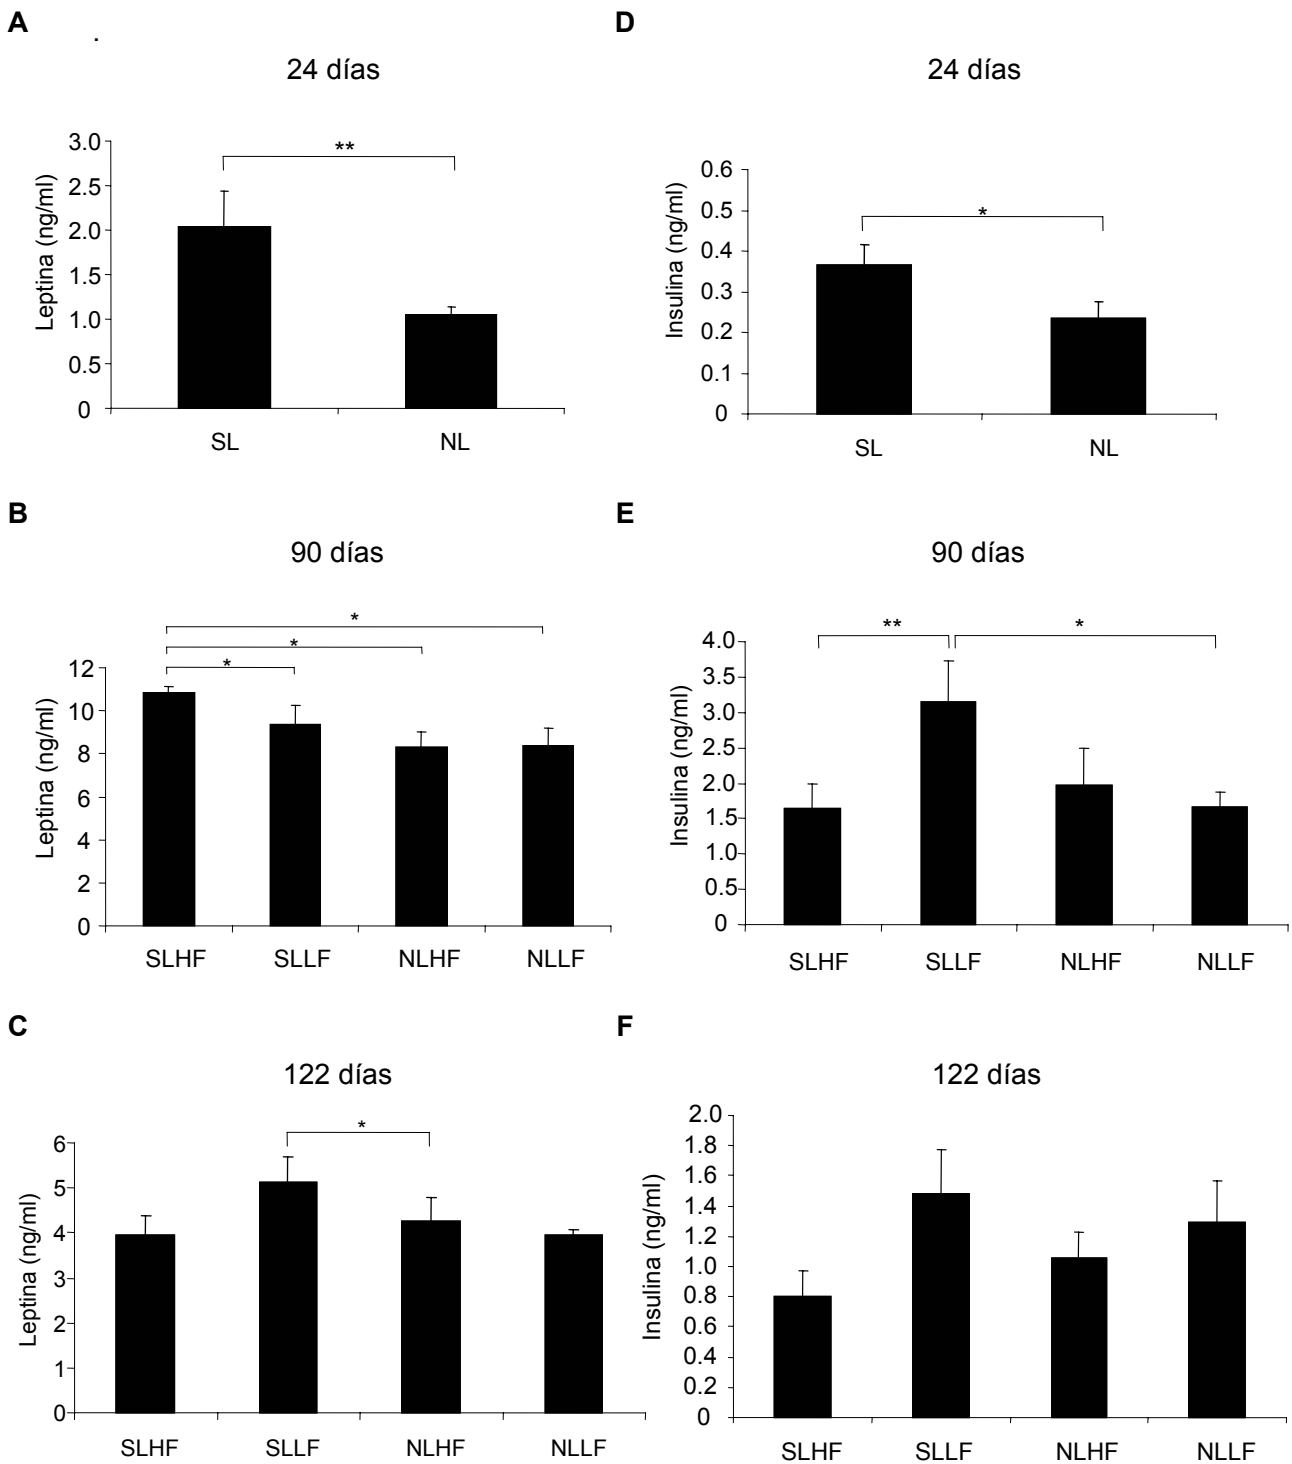 A
.
24 días
3.0
2.5
2.0
1.5
1.0
0.5
0
Leptina (ng/ml)
**
SL NL
D
24 días
0.6
0.5
0.4
0.3
0.2
0.1
0
Insulina (ng/ml)
*
SL NL
B
90 días
*
*
*
12
10
8
6
4
2
0
Leptina (ng/ml)
SLHF SLLF NLHF NLLF
E
90 días
** *
4.0
3.5
3.0
2.5
2.0
1.5
1.0
0.5
0
Insulina (ng/ml)
SLHF SLLF NLHF NLLF
C
122 días
*
6
5
4
3
2
1
0
Leptina (ng/ml)
SLHF SLLF NLHF NLLF
F
122 días
2.0
1.8
1.6
1.4
1.2
1.0
0.8
0.6
0.4
0.2
0
Insulina (ng/ml)
SLHF SLLF NLHF NLLF